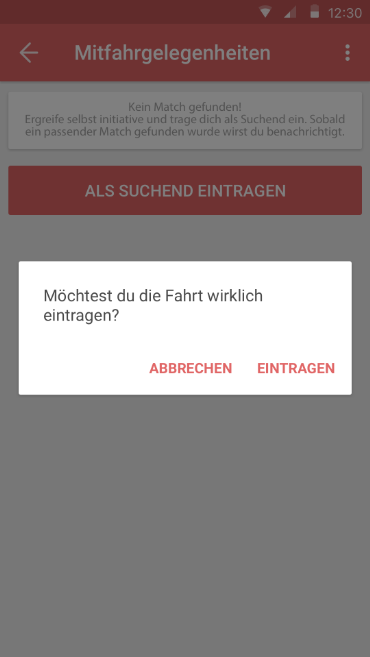 12:30
Mitfahrgelegenheiten
Kein Match gefunden!
Ergreife selbst initiative und trage dich als Suchend ein. Sobald
ein passender Match gefunden wurde wirst du benachrichtigt.
ALS SUCHEND EINTRAGEN
Möchtest du die Fahrt wirklich
eintragen?
ABBRECHEN EINTRAGEN